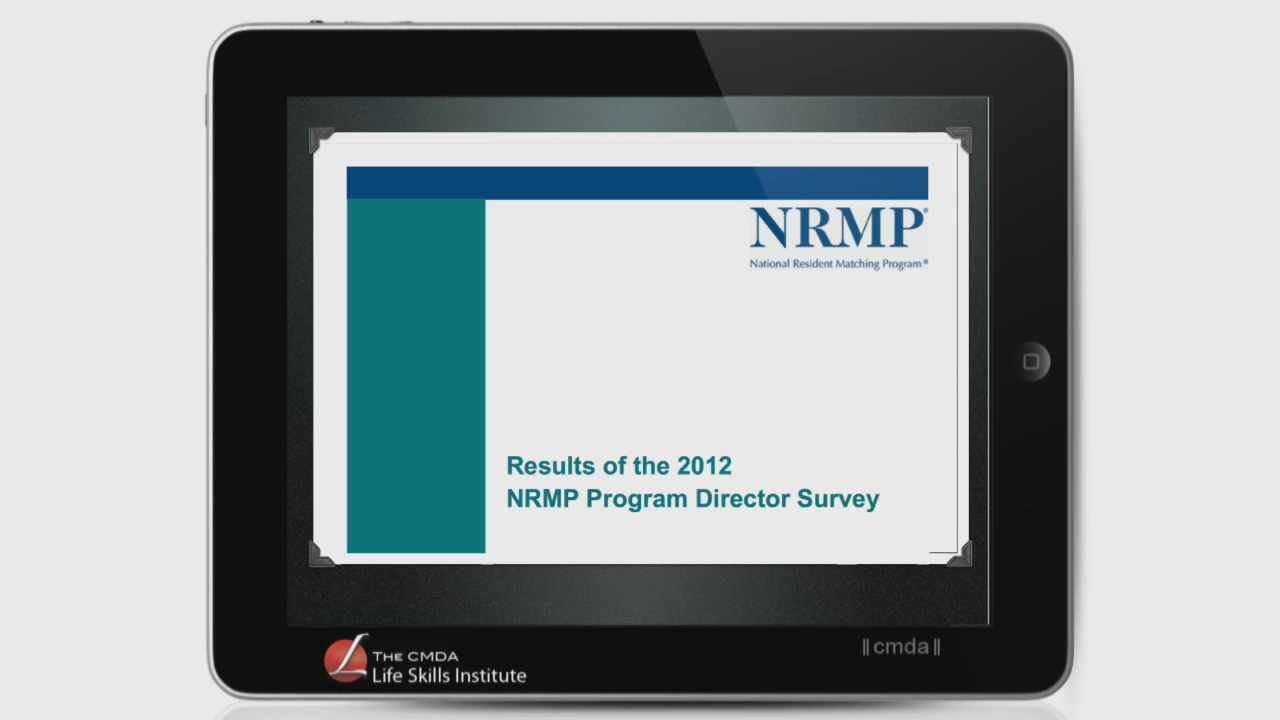 NRMP®
National Resident Matching Program®
Results of the 2012
NRMP Program Director Survey
THE CMDA
Life Skills Institute
||cmda||